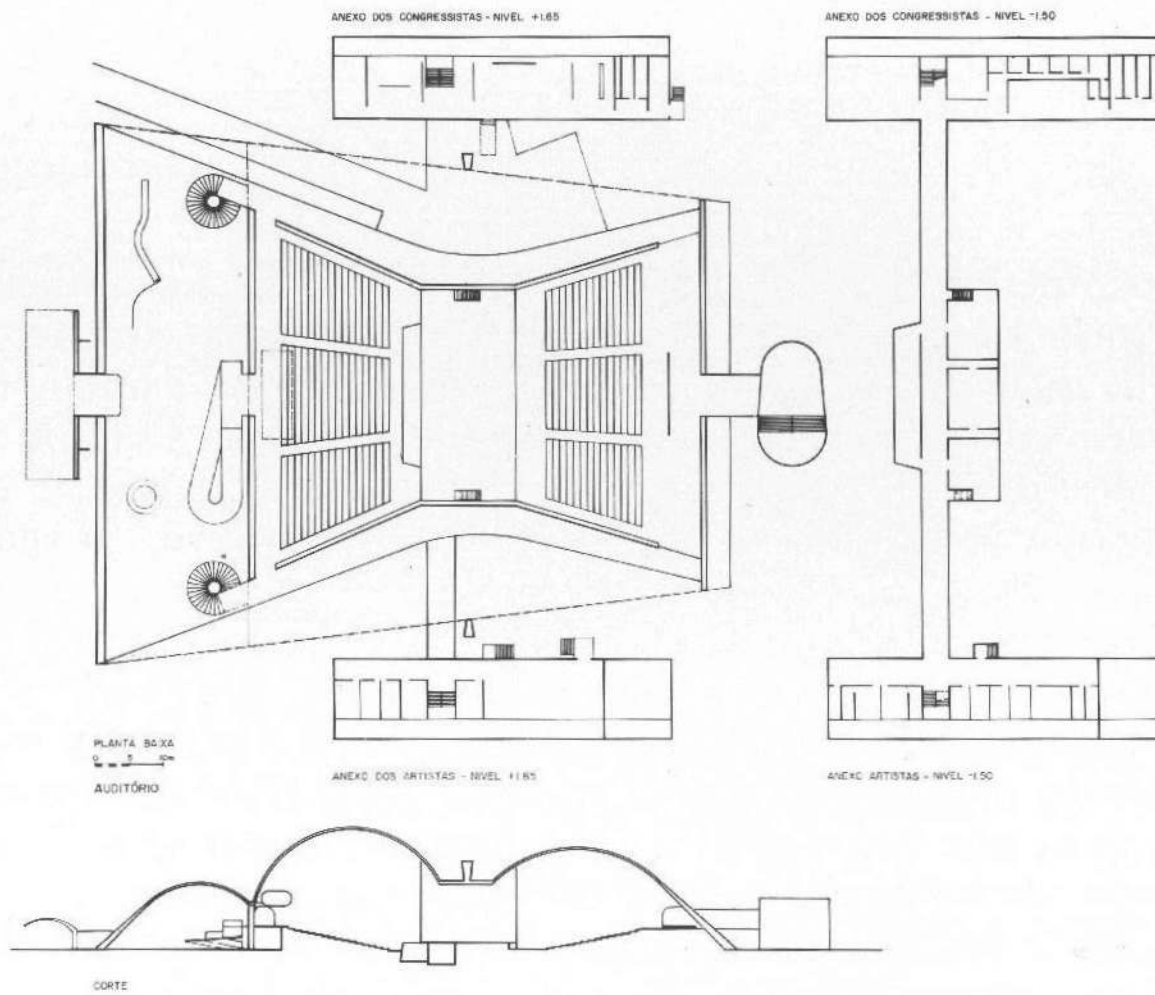 ANEXO DOS CONGRESSISTAS - NIVEL +1.65
ANEXO DOS CONGRESSISTAS - NIVEL -1.50
PLANTA BAIXA
0 5 10m
AUDITÓRIO
ANEXO DOS ARTISTAS - NIVEL +1.65
ANEXO ARTISTAS - NIVEL -1.50
CORTE